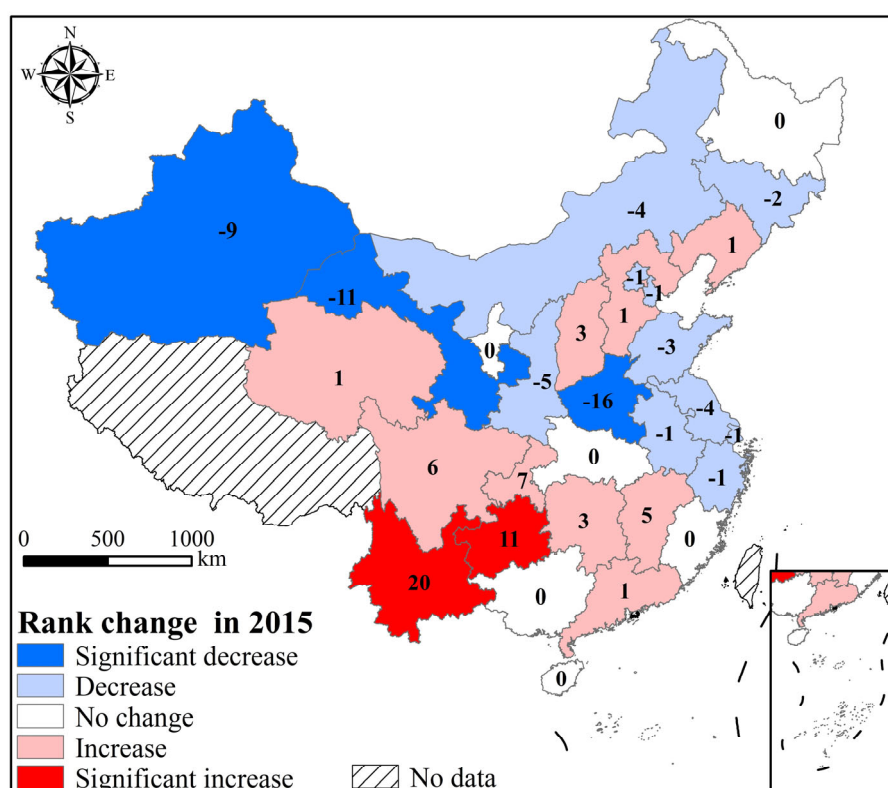 N
W E
S
0
-2
-4
-9
1
-1
-1
-11
3
1
-3
0
1
-5
-16
-4
-1
-1
0
6
7
-1
11
3
5
0
20
1
0
0
0 500 1000
km
Rank change in 2015
Significant decrease
Decrease
No change
Increase
Significant increase
No data